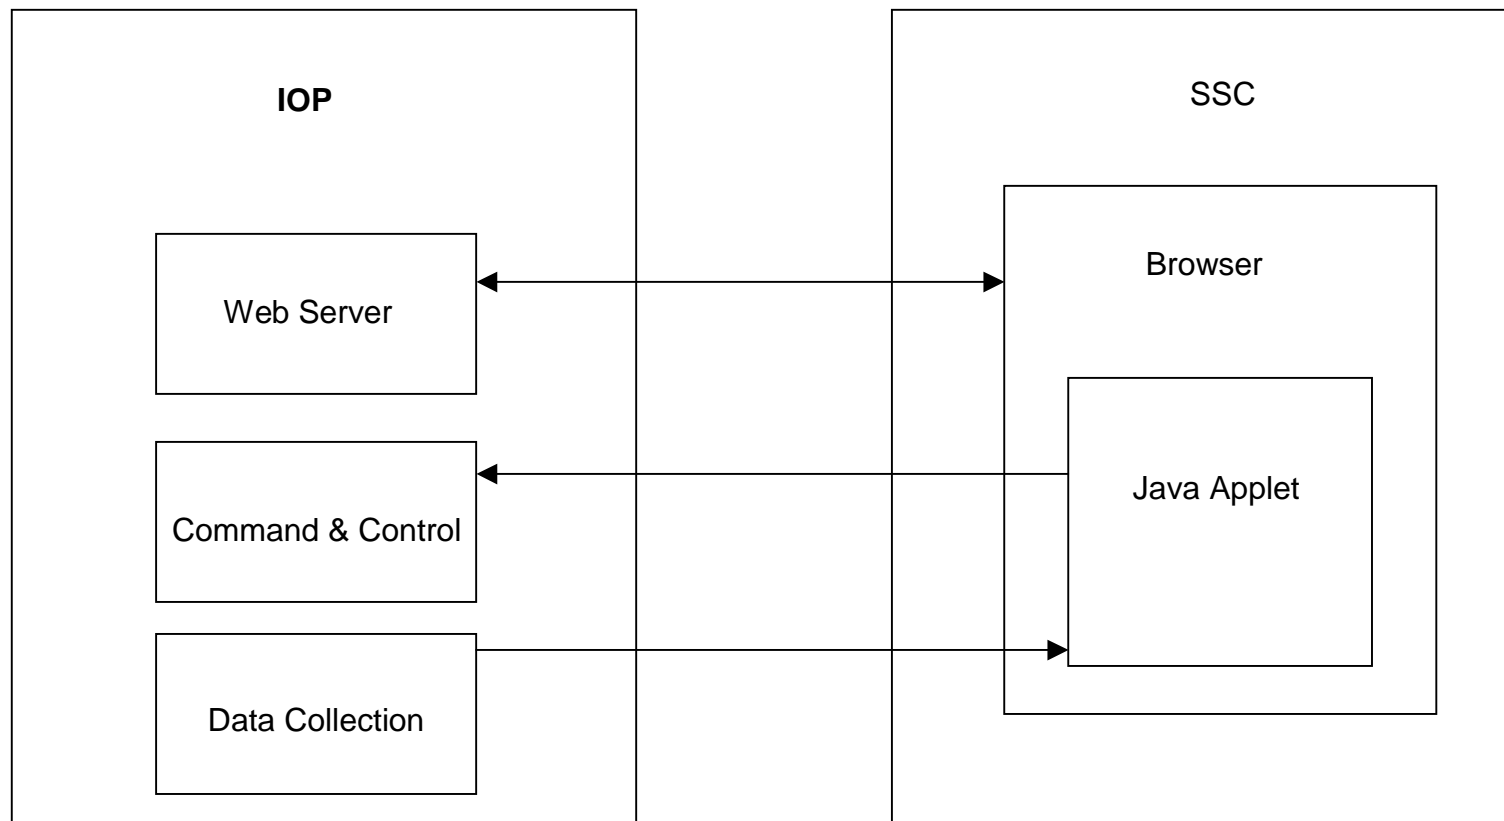 IOP
Web Server
Command & Control
Data Collection
SSC
Browser
Java Applet